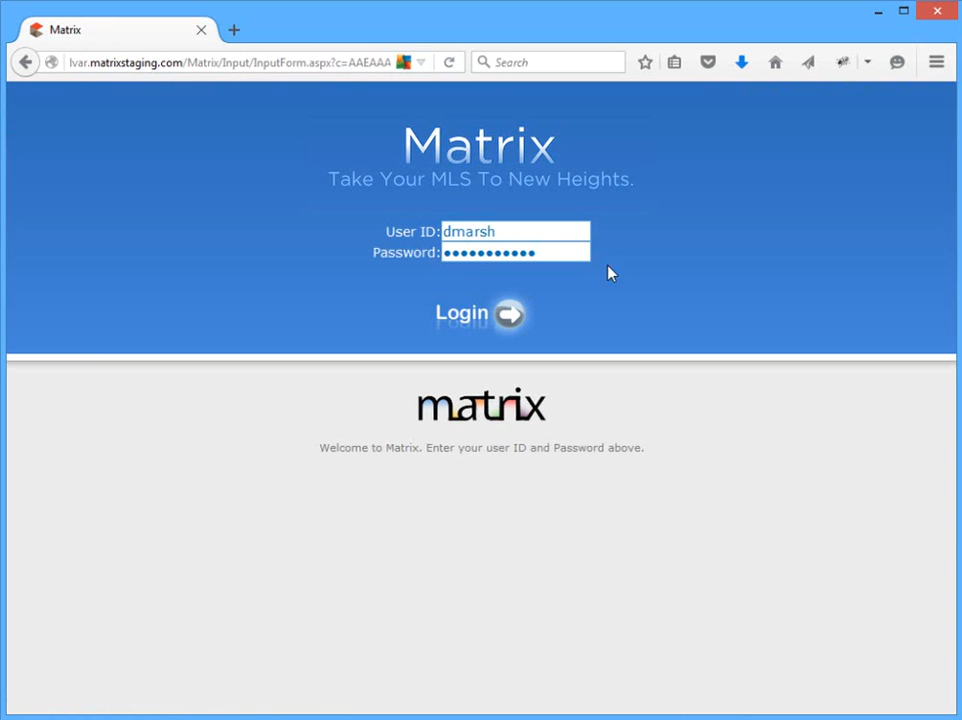 Matrix
lvar.matrixstaging.com/Matrix/Input/InputForm.aspx?c=AAEAAA
Search
Matrix
Take Your MLS To New Heights.
User ID: dmarsh
Password:
Login
matrix
Welcome to Matrix. Enter your user ID and Password above.